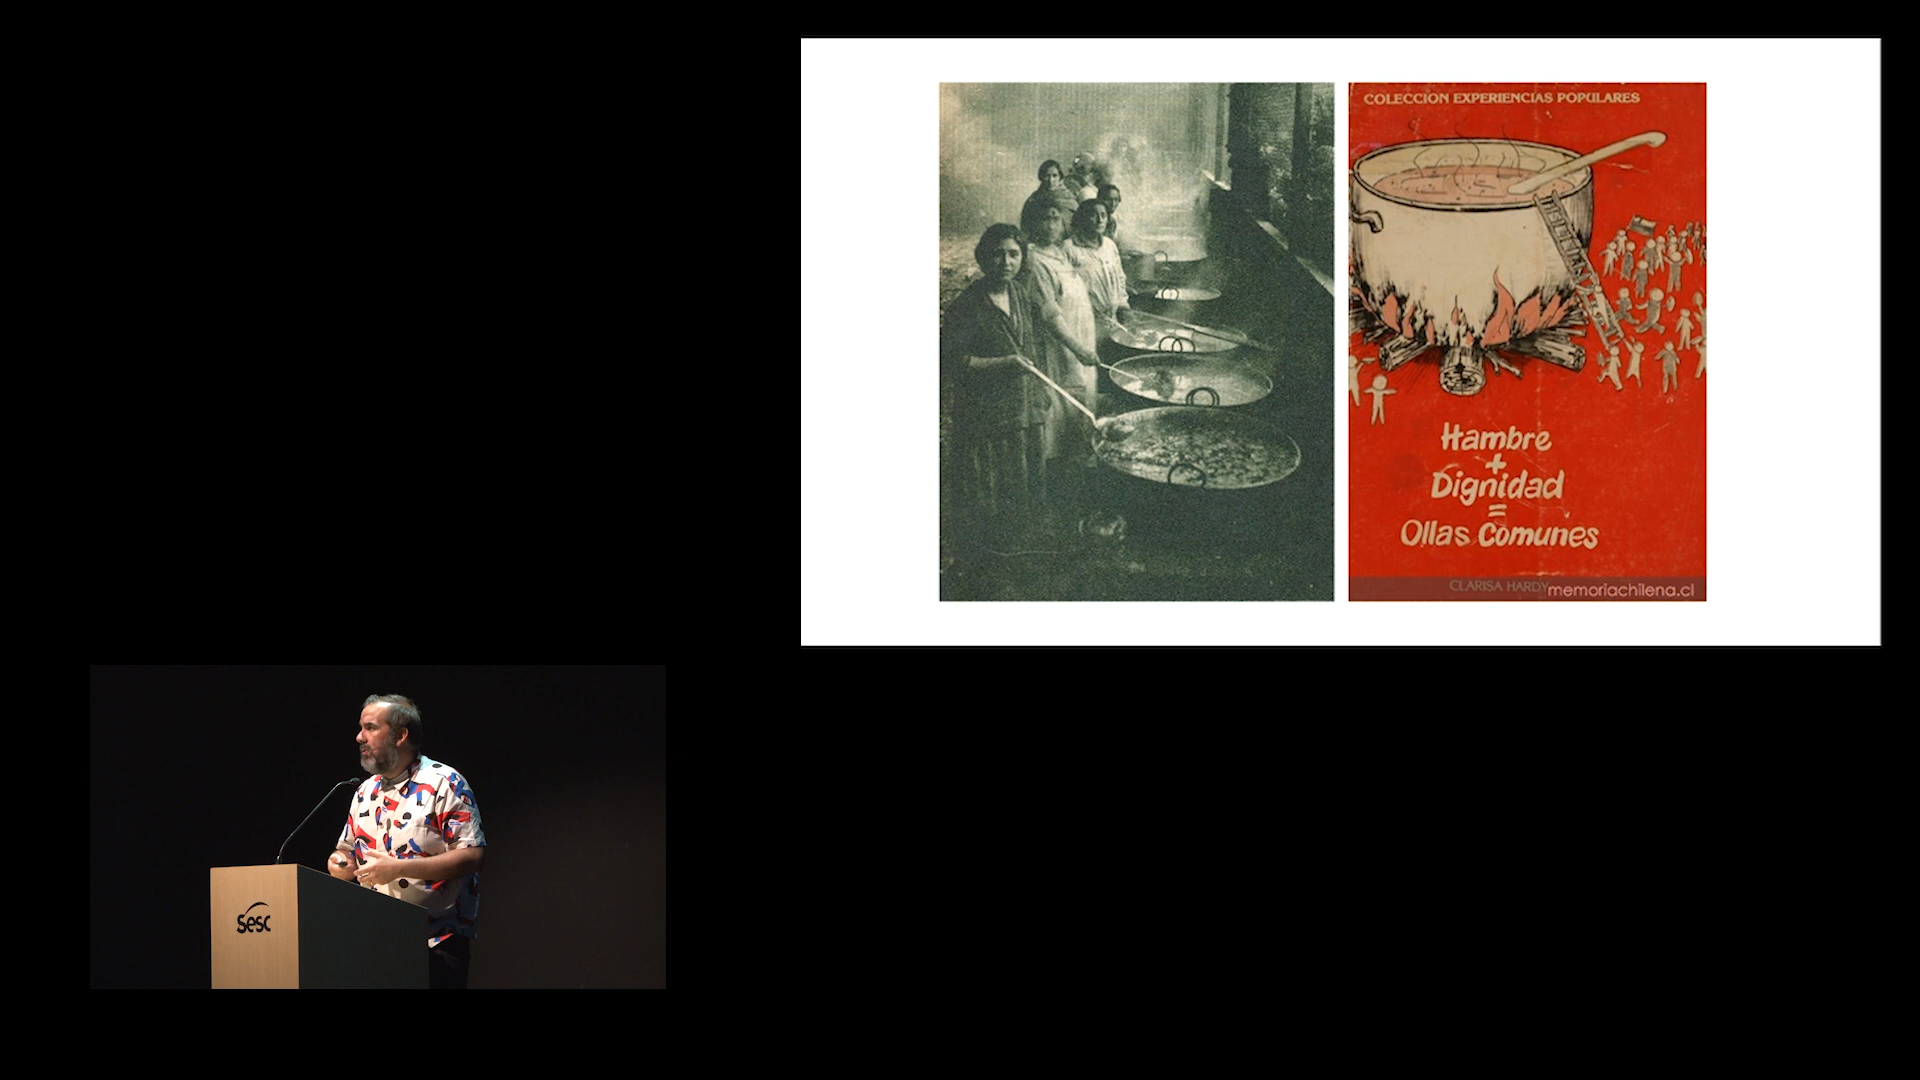 COLECCION EXPERIENCIAS POPULARES
Hambre
+
Dignidad
=
Ollas Comunes
CLARISA HARDY
memoriachilena.cl
Sesc